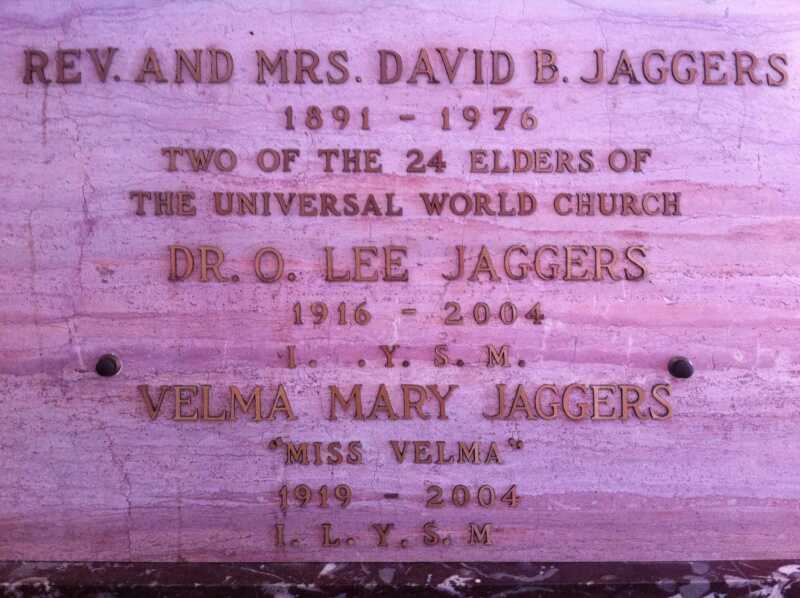 REV. AND MRS. DAVID B. JAGGERS
1891 - 1976
TWO OF THE 24 ELDERS OF
THE UNIVERSAL WORLD CHURCH
DR. O. LEE JAGGERS
1916 - 2004
I. .Y. S. M.
VELMA MARY JAGGERS
"MISS VELMA"
1919 - 2004
I. L. Y. S. M